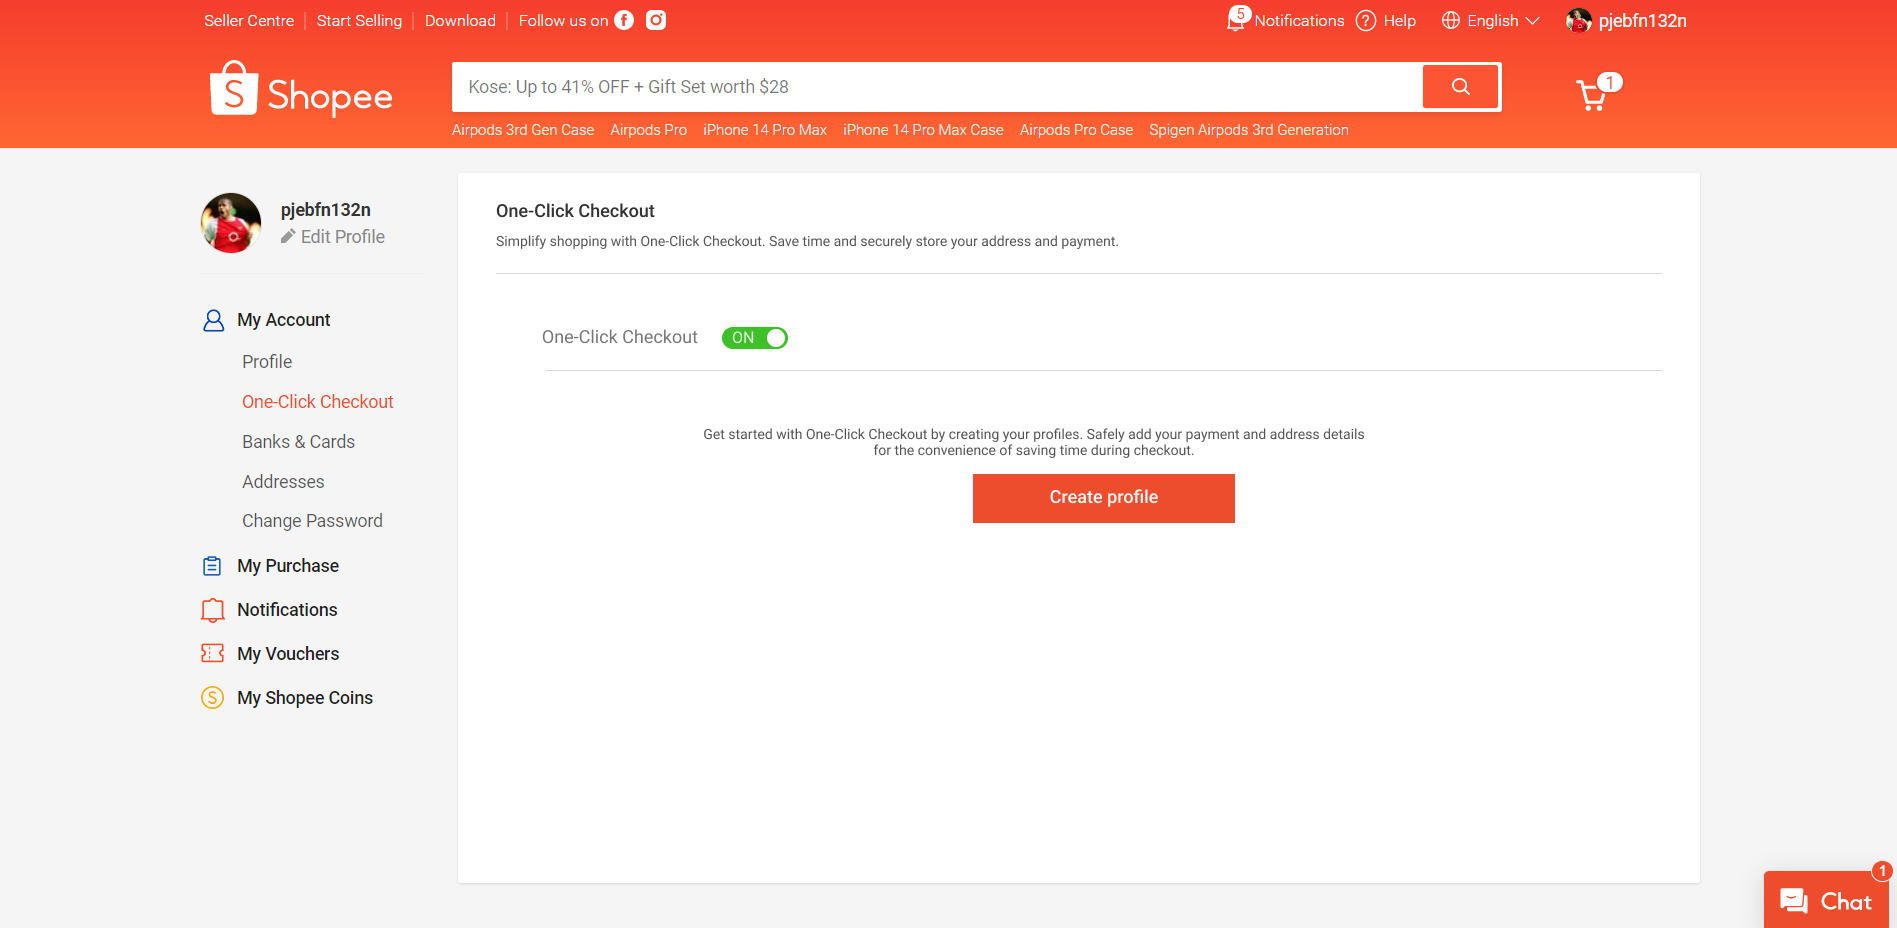 Seller Centre Start Selling Download Follow us on
5 Notifications Help English pjebfn132n
Shopee
Kose: Up to 41% OFF + Gift Set worth $28
1
Airpods 3rd Gen Case Airpods Pro iPhone 14 Pro Max iPhone 14 Pro Max Case Airpods Pro Case Spigen Airpods 3rd Generation
pjebfn132n
Edit Profile
My Account
Profile
One-Click Checkout
Banks & Cards
Addresses
Change Password
My Purchase
Notifications
My Vouchers
My Shopee Coins
One-Click Checkout
Simplify shopping with One-Click Checkout. Save time and securely store your address and payment.
One-Click Checkout ON
Get started with One-Click Checkout by creating your profiles. Safely add your payment and address details
for the convenience of saving time during checkout.
Create profile
1
Chat